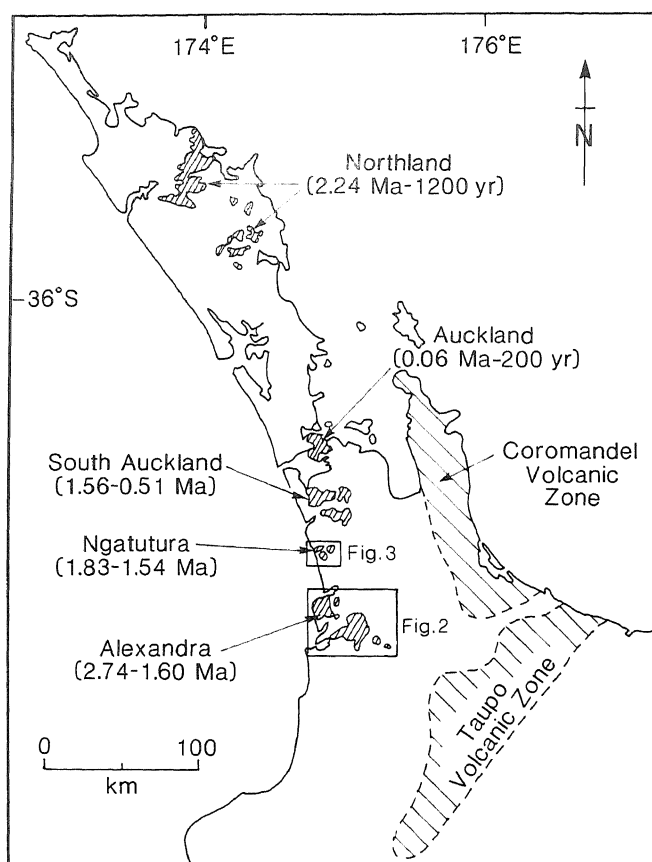 174°E
176°E
N
Northland
(2.24 Ma-1200 yr)
36°S
Auckland
(0.06 Ma-200 yr)
Coromandel
Volcanic
Zone
South Auckland
(1.56-0.51 Ma)
Ngatutura
(1.83-1.54 Ma)
Fig.3
Fig.2
Alexandra
(2.74-1.60 Ma)
Taupo
Volcanic Zone
0
100
km